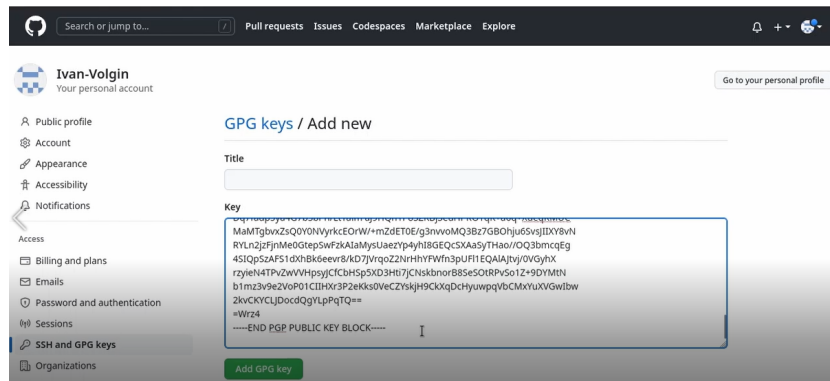 Search or jump to...
/
Pull requests Issues Codespaces Marketplace Explore
Ivan-Volgin
Your personal account
Go to your personal profile
Public profile
Account
Appearance
Accessibility
Notifications
Access
Billing and plans
Emails
Password and authentication
Sessions
SSH and GPG keys
Organizations
GPG keys / Add new
Title
Key
MaMTgbvxZsQ0Y0NVyrkcEOrW/+mZdET0E/g3nvvoMQ3Bz7GBOhju6SvsJIIXY8vN
RYLn2jzFjnMe0GtepSwFzkAIaMysUaezYp4yhI8GEQcSXAaSyTHao//OQ3bmcqEg
4SIQpSzAFS1dXhBk6eevr8/kD7JVrqoZ2NrHhYFWfn3pUFl1EQAlAJtvj/0VGyhX
rzyieN4TPvZwVVHpsyJCfCbHSp5XD3Hti7jCNskbnorB8SeSOtRPvSo1Z+9DYMtN
b1mz3v9e2VoP01CIIHXr3P2eKks0VeCZYskjH9CkXqDcHyuwpqVbCMxYuXVGwIbw
2kvCKYCLJDocdQgYLpPqTQ==
=Wrz4
-----END PGP PUBLIC KEY BLOCK-----
Add GPG key